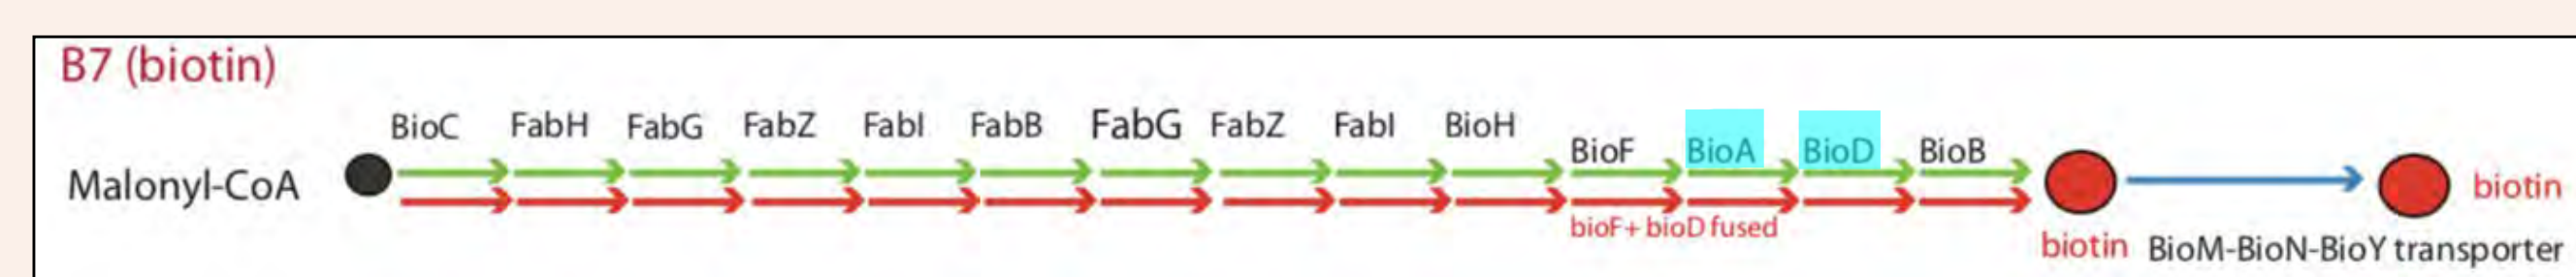 B7 (biotin)
BioC FabH FabG FabZ FabI FabB FabG FabZ FabI BioH
BioF BioA BioD BioB
Malonyl-CoA
biotin
bioF+ bioD fused
biotin BioM-BioN-BioY transporter